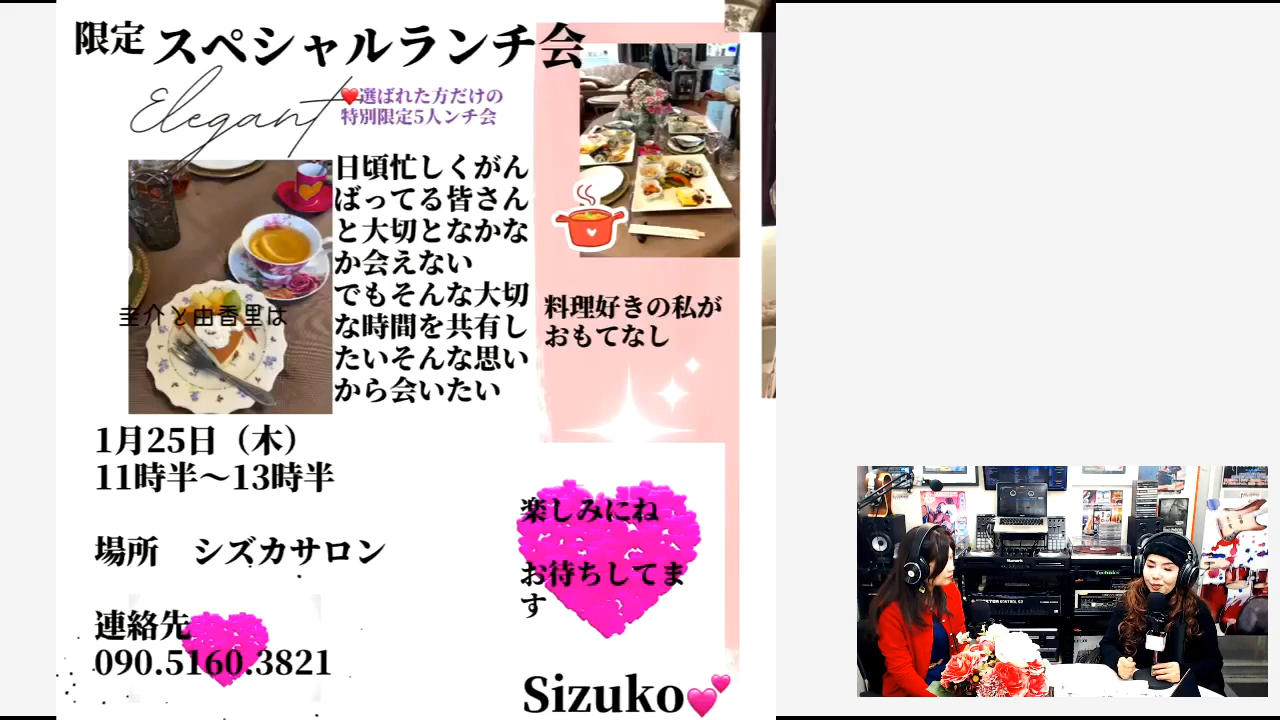 限定 スペシャルランチ会
Elegant
❤️選ばれた方だけの
特別限定5人ンチ会
日頃忙しくがん
ばってる皆さん
と大切となかな
か会えない
でもそんな大切
な時間を共有し
たいそんな思い
から会いたい
圭介と由香里は
料理好きの私が
おもてなし
1月25日（木）
11時半〜13時半
場所　シズカサロン
連絡先
090.5160.3821
楽しみにね
お待ちしてま
す
Sizuko💕